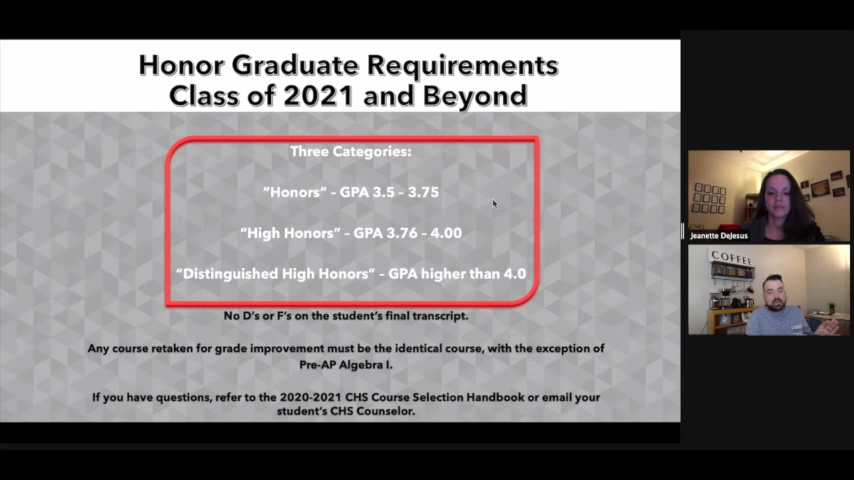 Honor Graduate Requirements
Class of 2021 and Beyond
Three Categories:
“Honors” – GPA 3.5 – 3.75
“High Honors” – GPA 3.76 – 4.00
“Distinguished High Honors” – GPA higher than 4.0
No D's or F's on the student's final transcript.
Any course retaken for grade improvement must be the identical course, with the exception of
Pre-AP Algebra I.
If you have questions, refer to the 2020-2021 CHS Course Selection Handbook or email your
student's CHS Counselor.
Jeanette DeJesus
COFFEE